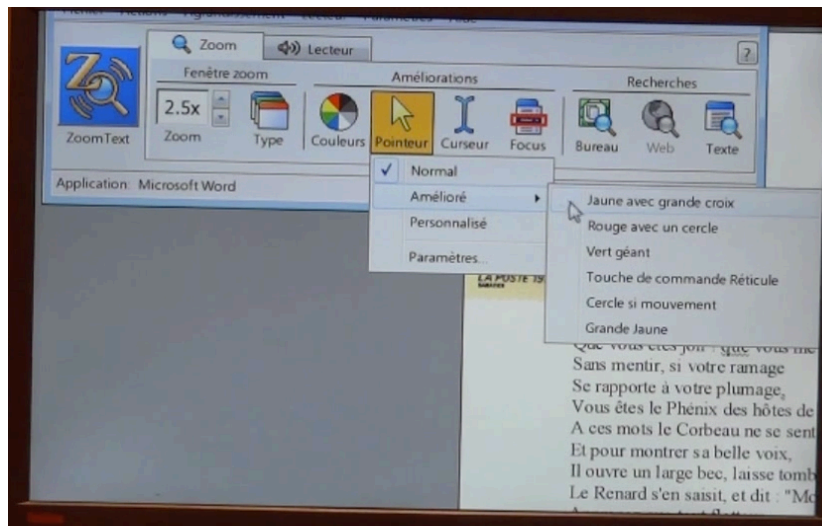 Zoom
Lecteur
?
Fenêtre zoom
Améliorations
Recherches
2.5x
ZoomText
Zoom
Type
Couleurs
Pointeur
Curseur
Focus
Bureau
Web
Texte
Application: Microsoft Word
Normal
Amélioré
Personnalisé
Paramètres...
Jaune avec grande croix
Rouge avec un cercle
Vert géant
Touche de commande Réticule
Cercle si mouvement
Grande Jaune
LA POSTE 19
Sans mentir, si votre ramage
Se rapporte à votre plumage,
Vous êtes le Phénix des hôtes de
A ces mots le Corbeau ne se sent
Et pour montrer sa belle voix,
Il ouvre un large bec, laisse tomb
Le Renard s'en saisit, et dit : "Mo